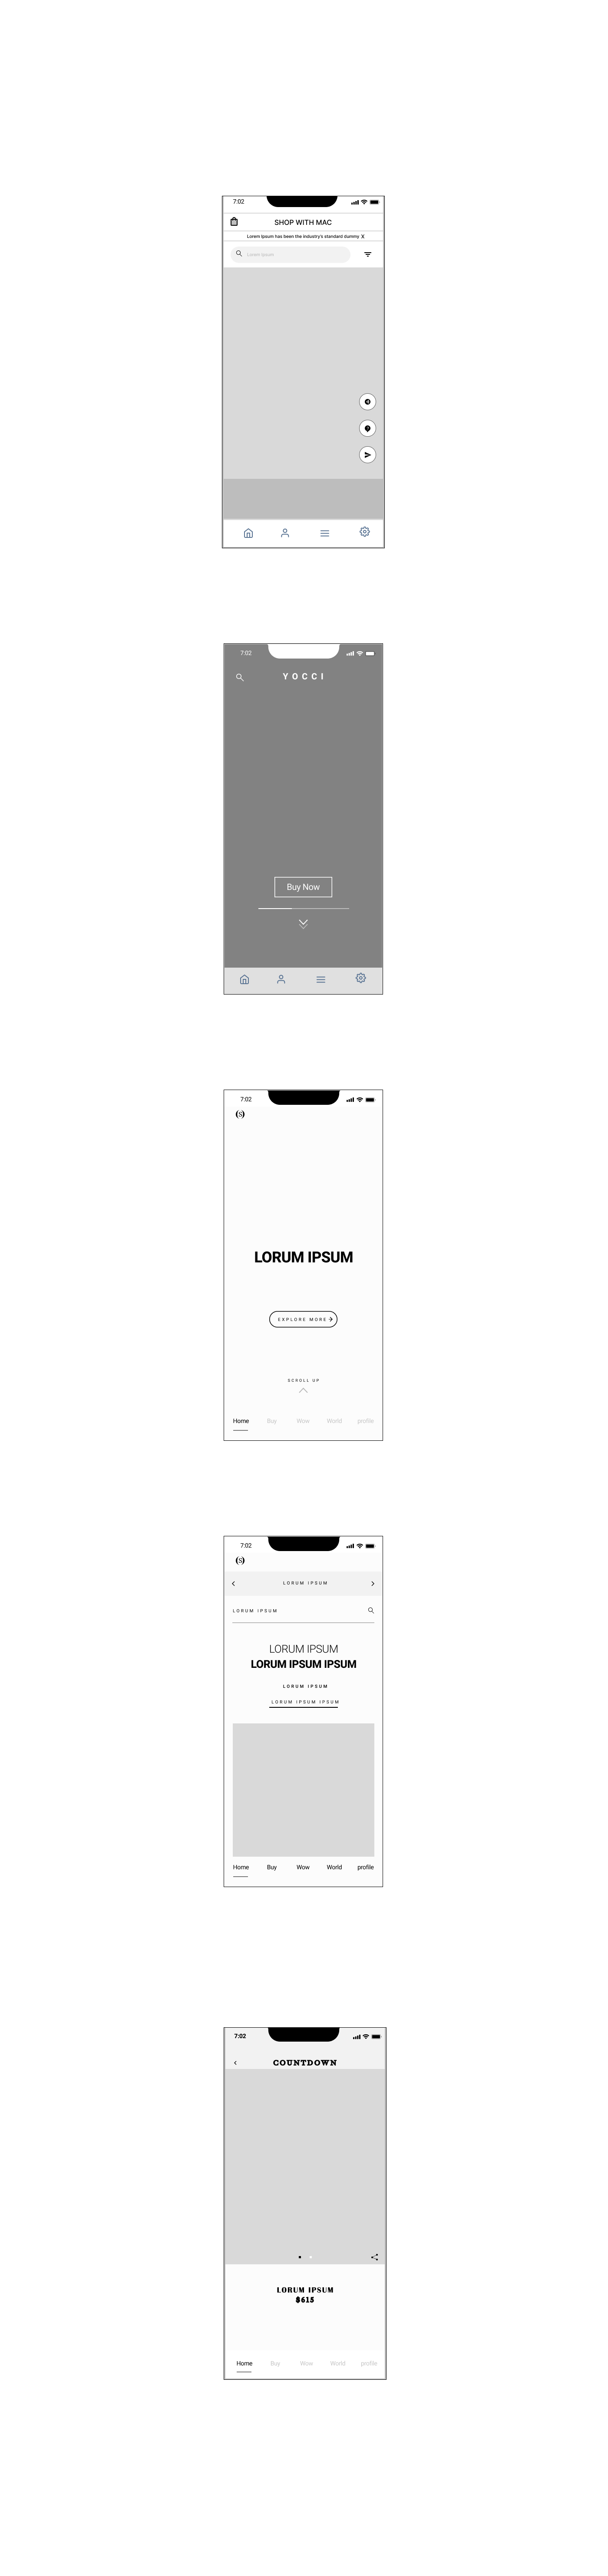 7:02
SHOP WITH MAC
Lorem Ipsum has been the industry's standard dummy X
Lorem Ipsum
7:02
YOCCI
Buy Now
7:02
(S)
LORUM IPSUM
EXPLORE MORE
SCROLL UP
Home Buy Wow World profile
7:02
(S)
LORUM IPSUM
LORUM IPSUM
LORUM IPSUM
LORUM IPSUM IPSUM
LORUM IPSUM
LORUM IPSUM IPSUM
Home Buy Wow World profile
7:02
COUNTDOWN
LORUM IPSUM
$615
Home Buy Wow World profile